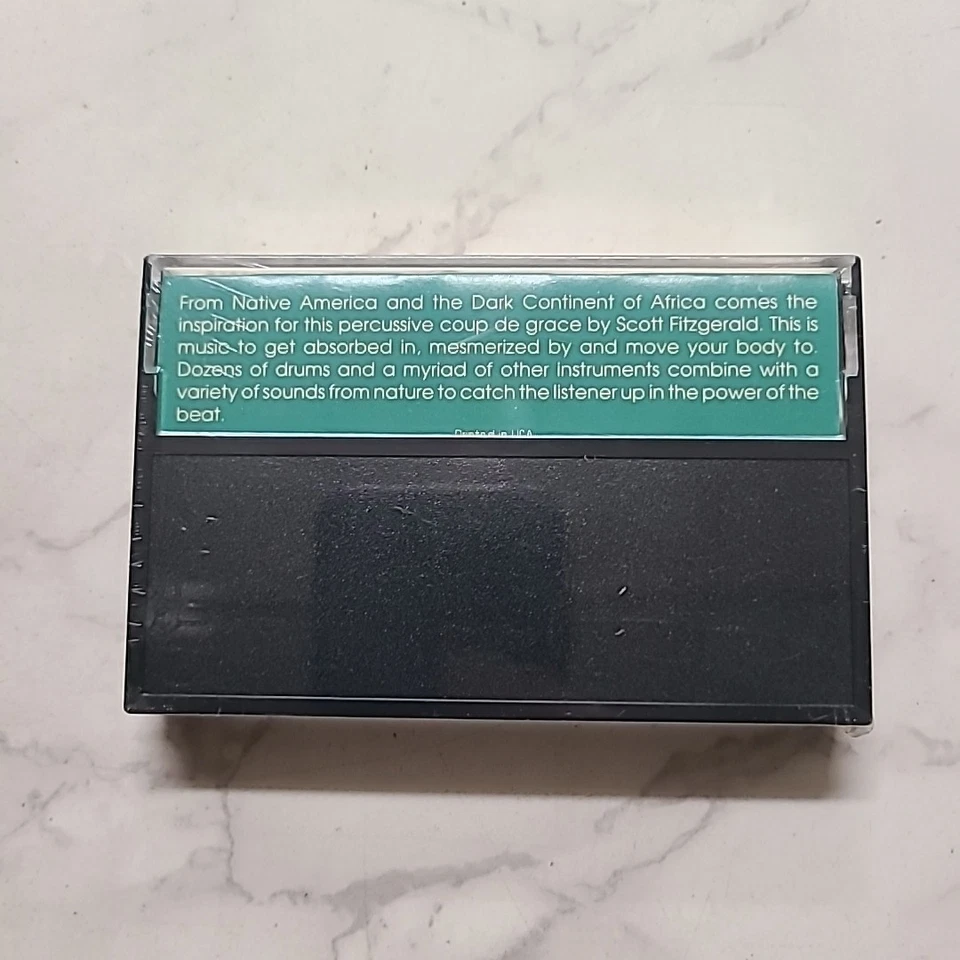 From Native America and the Dark Continent of Africa comes the
inspiration for this percussive coup de grace by Scott Fitzgerald. This is
music to get absorbed in, mesmerized by and move your body to.
Dozens of drums and a myriad of other instruments combine with a
variety of sounds from nature to catch the listener up in the power of the
beat.
Printed in USA